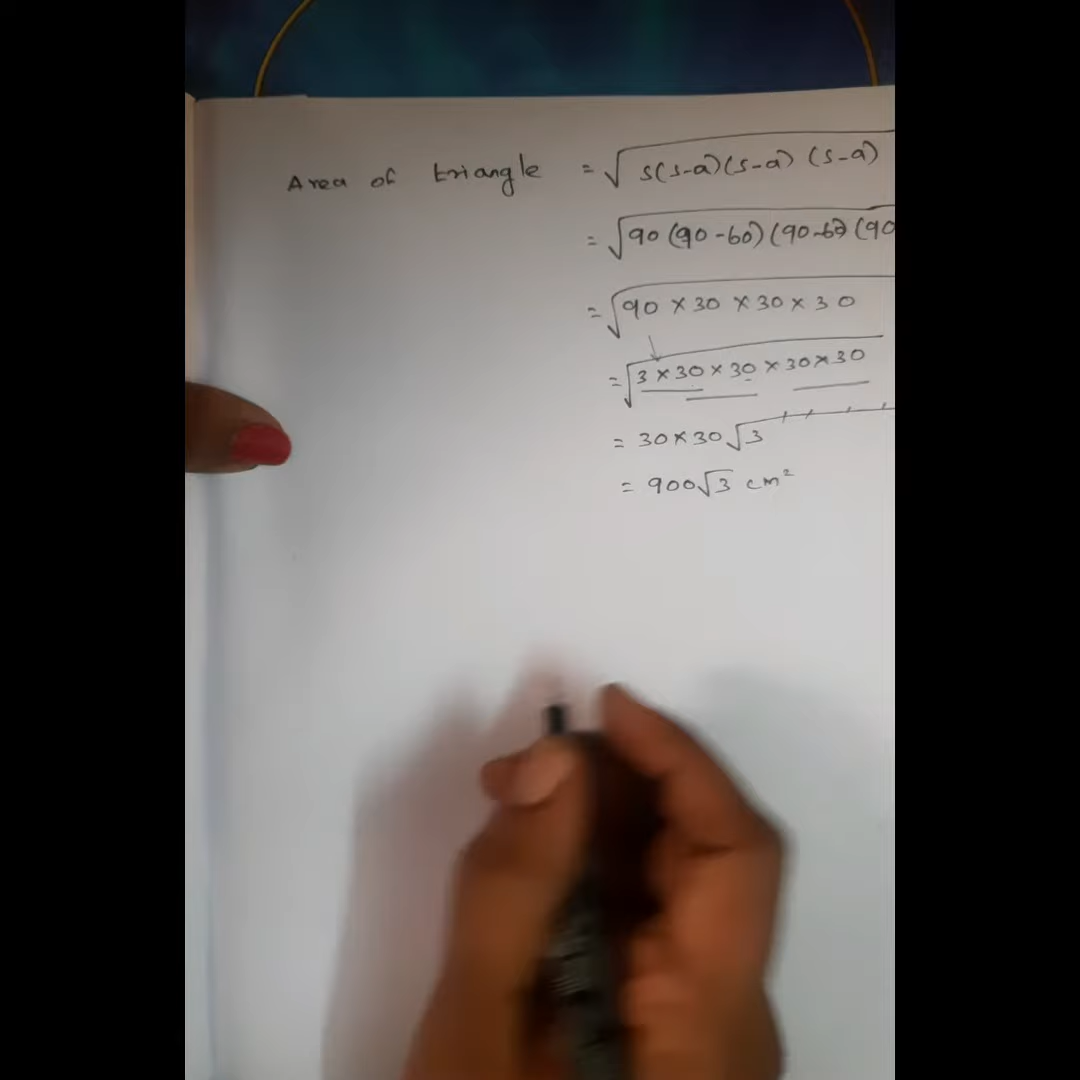 Area of triangle = √s(s-a)(s-a) (s-a)
= √90 (90-60) (90-60) (90
= √90 × 30 × 30 × 30
= √3 × 30 × 30 × 30 × 30
= 30 × 30 √3
= 900√3 cm²